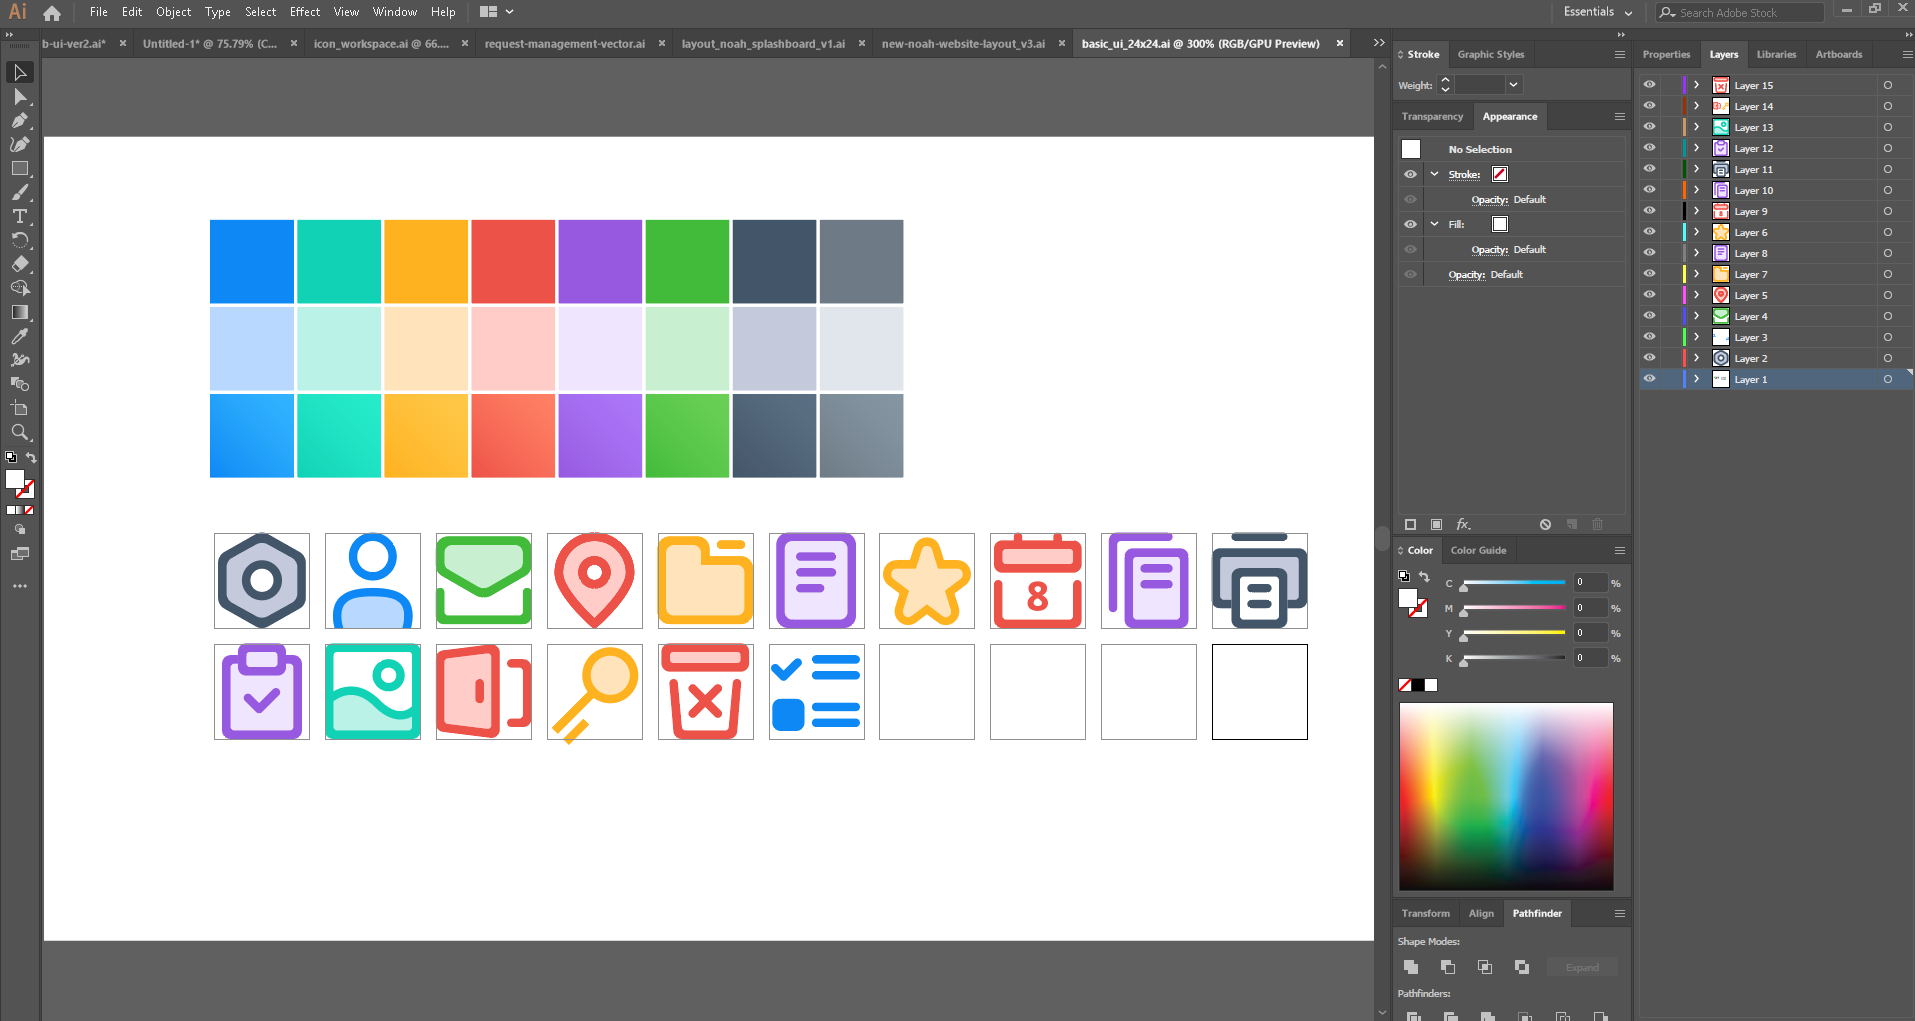 Ai File Edit Object Type Select Effect View Window Help Essentials Search Adobe Stock
b-ui-ver2.ai* × Untitled-1* @ 75.79% (C... × icon_workspace.ai @ 66.... × request-management-vector.ai × layout_noah_splashboard_v1.ai × new-noah-website-layout_v3.ai × basic_ui_24x24.ai @ 300% (RGB/GPU Preview) ×
Stroke Graphic Styles
Weight:
Transparency Appearance
No Selection
Stroke:
Opacity: Default
Fill:
Opacity: Default
Opacity: Default
fx.
Color Color Guide
C 0 %
M 0 %
Y 0 %
K 0 %
Transform Align Pathfinder
Shape Modes:
Expand
Pathfinders:
Properties Layers Libraries Artboards
Layer 15
Layer 14
Layer 13
Layer 12
Layer 11
Layer 10
Layer 9
Layer 6
Layer 8
Layer 7
Layer 5
Layer 4
Layer 3
Layer 2
Layer 1
8